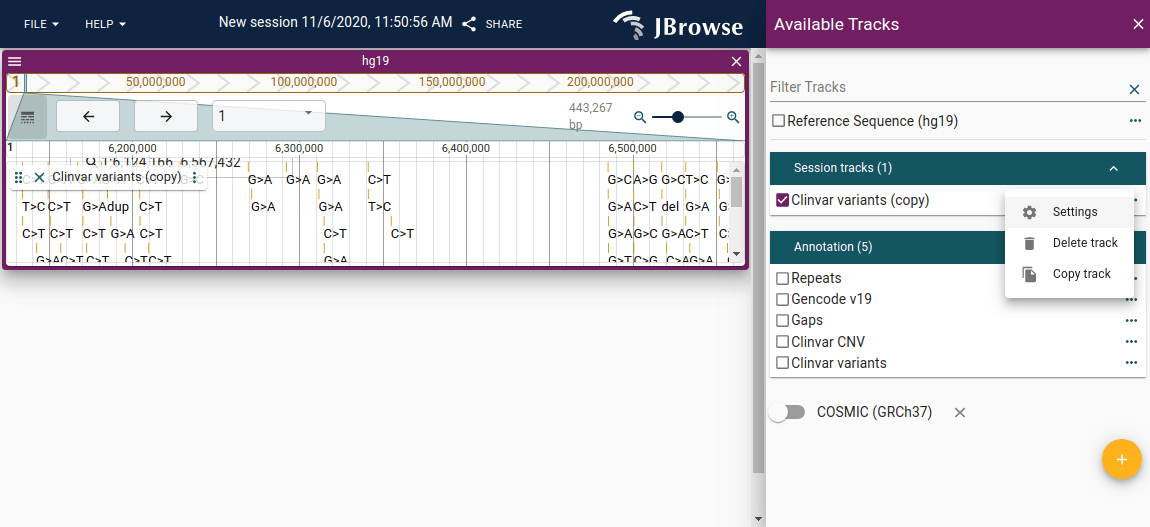 FILE HELP New session 11/6/2020, 11:50:56 AM SHARE JBrowse
hg19
1 50,000,000 100,000,000 150,000,000 200,000,000
1 443,267 bp
1 6,200,000 6,300,000 6,400,000 6,500,000
1:6,124,166..6,567,432
Clinvar variants (copy)
G>A G>A G>A C>T G>C A>G G>C T>C G>
T>C C>T G>A dup C>T G>A G>A T>C G>A C>T del G>A
C>T C>T C>T G>A C>T C>T C>T G>A G>C G>A C>T
G>A C>T C>T C>T C>T G>A G>T C>G C>A G>A
Available Tracks
Filter Tracks
Reference Sequence (hg19)
Session tracks (1)
Clinvar variants (copy)
Settings
Delete track
Copy track
Annotation (5)
Repeats
Gencode v19
Gaps
Clinvar CNV
Clinvar variants
COSMIC (GRCh37)